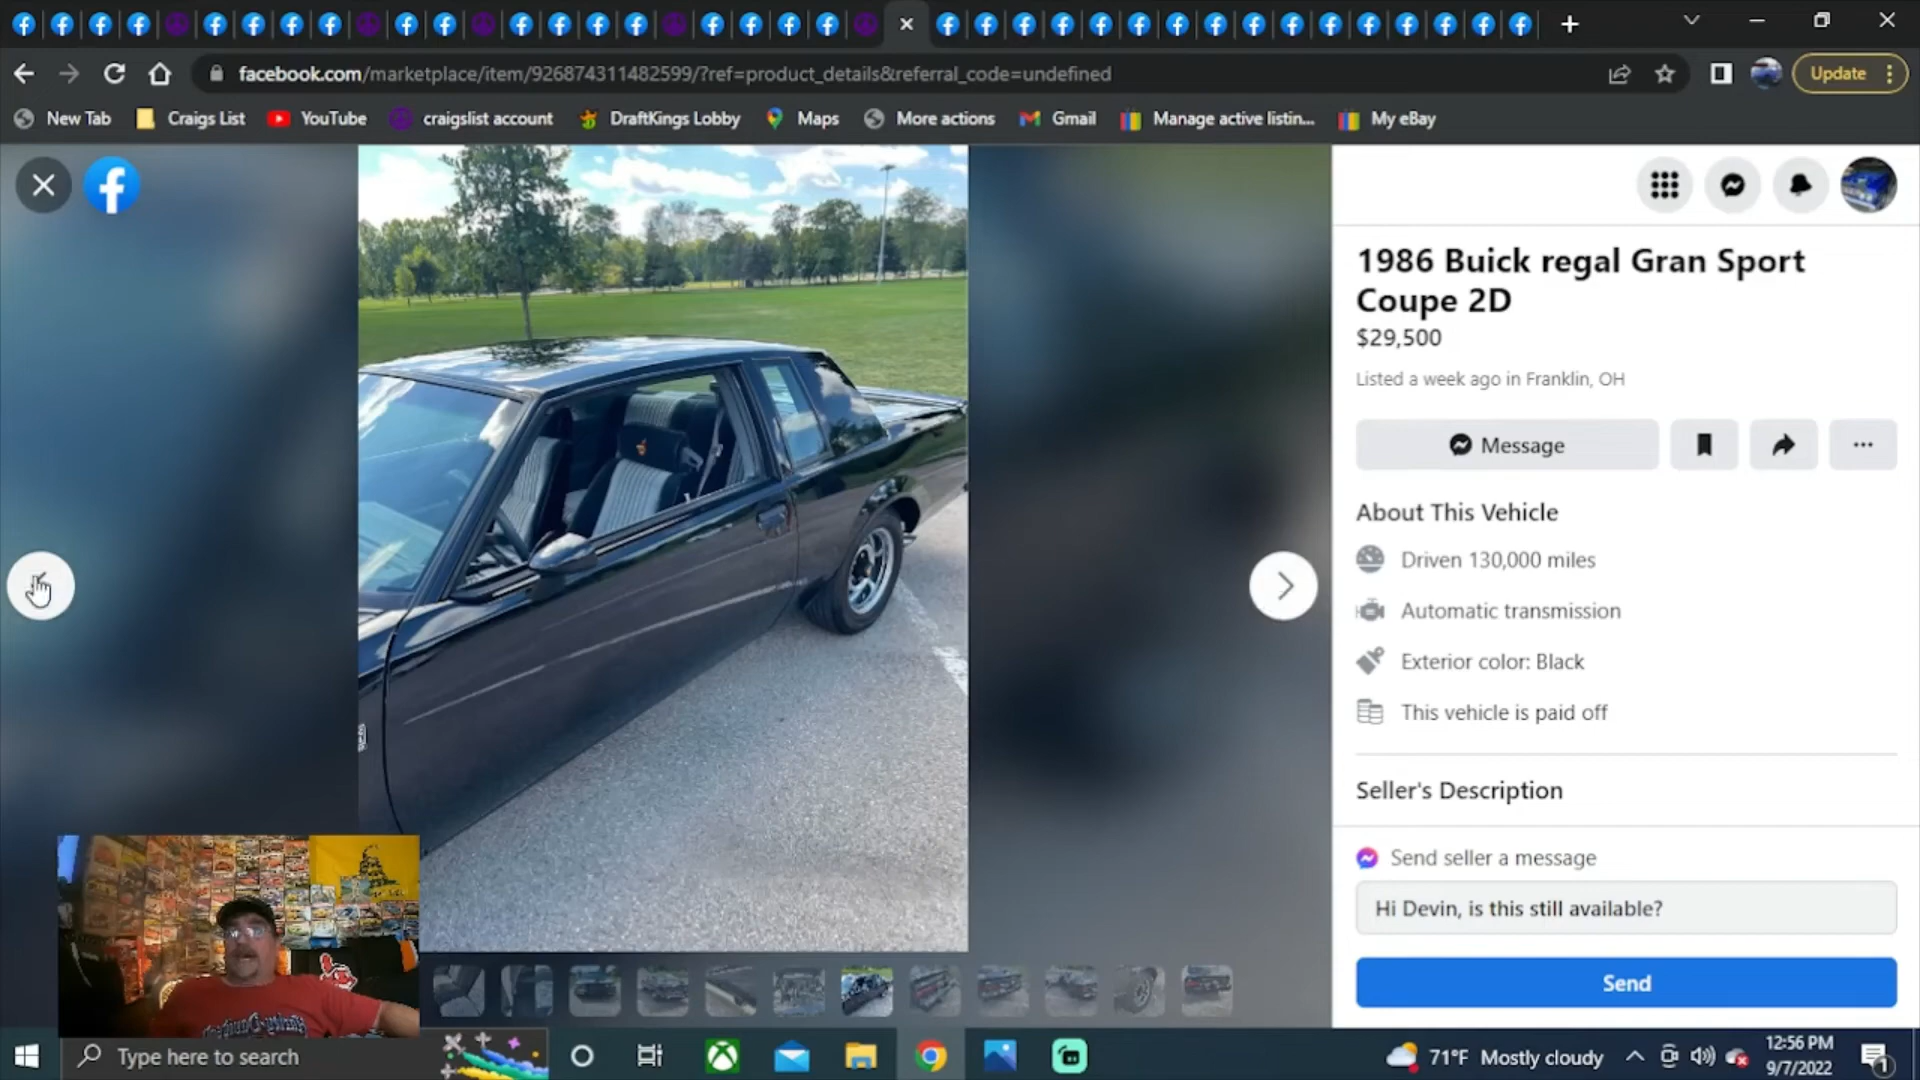 facebook.com/marketplace/item/926874311482599/?ref=product_details&referral_code=undefined
Update
New Tab
Craigs List
YouTube
craigslist account
DraftKings Lobby
Maps
More actions
Gmail
Manage active listin...
My eBay
1986 Buick regal Gran Sport
Coupe 2D
$29,500
Listed a week ago in Franklin, OH
Message
About This Vehicle
Driven 130,000 miles
Automatic transmission
Exterior color: Black
This vehicle is paid off
Seller's Description
Send seller a message
Hi Devin, is this still available?
Send
Type here to search
71°F Mostly cloudy
12:56 PM
9/7/2022
1